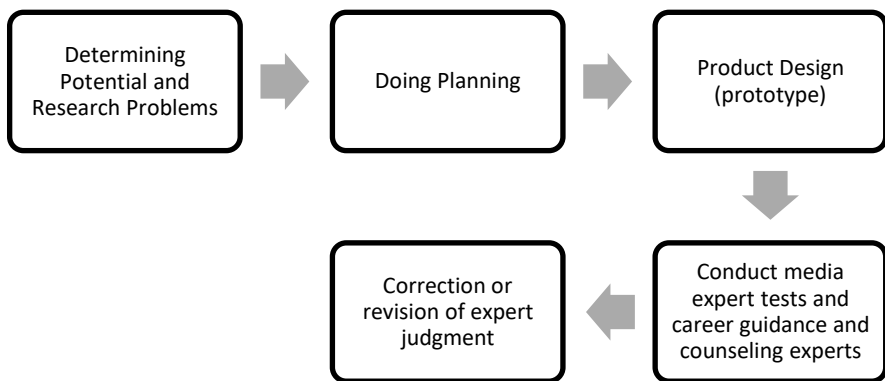 Determining
Potential and
Research Problems
Doing Planning
Product Design
(prototype)
Conduct media
expert tests and
career guidance and
counseling experts
Correction or
revision of expert
judgment